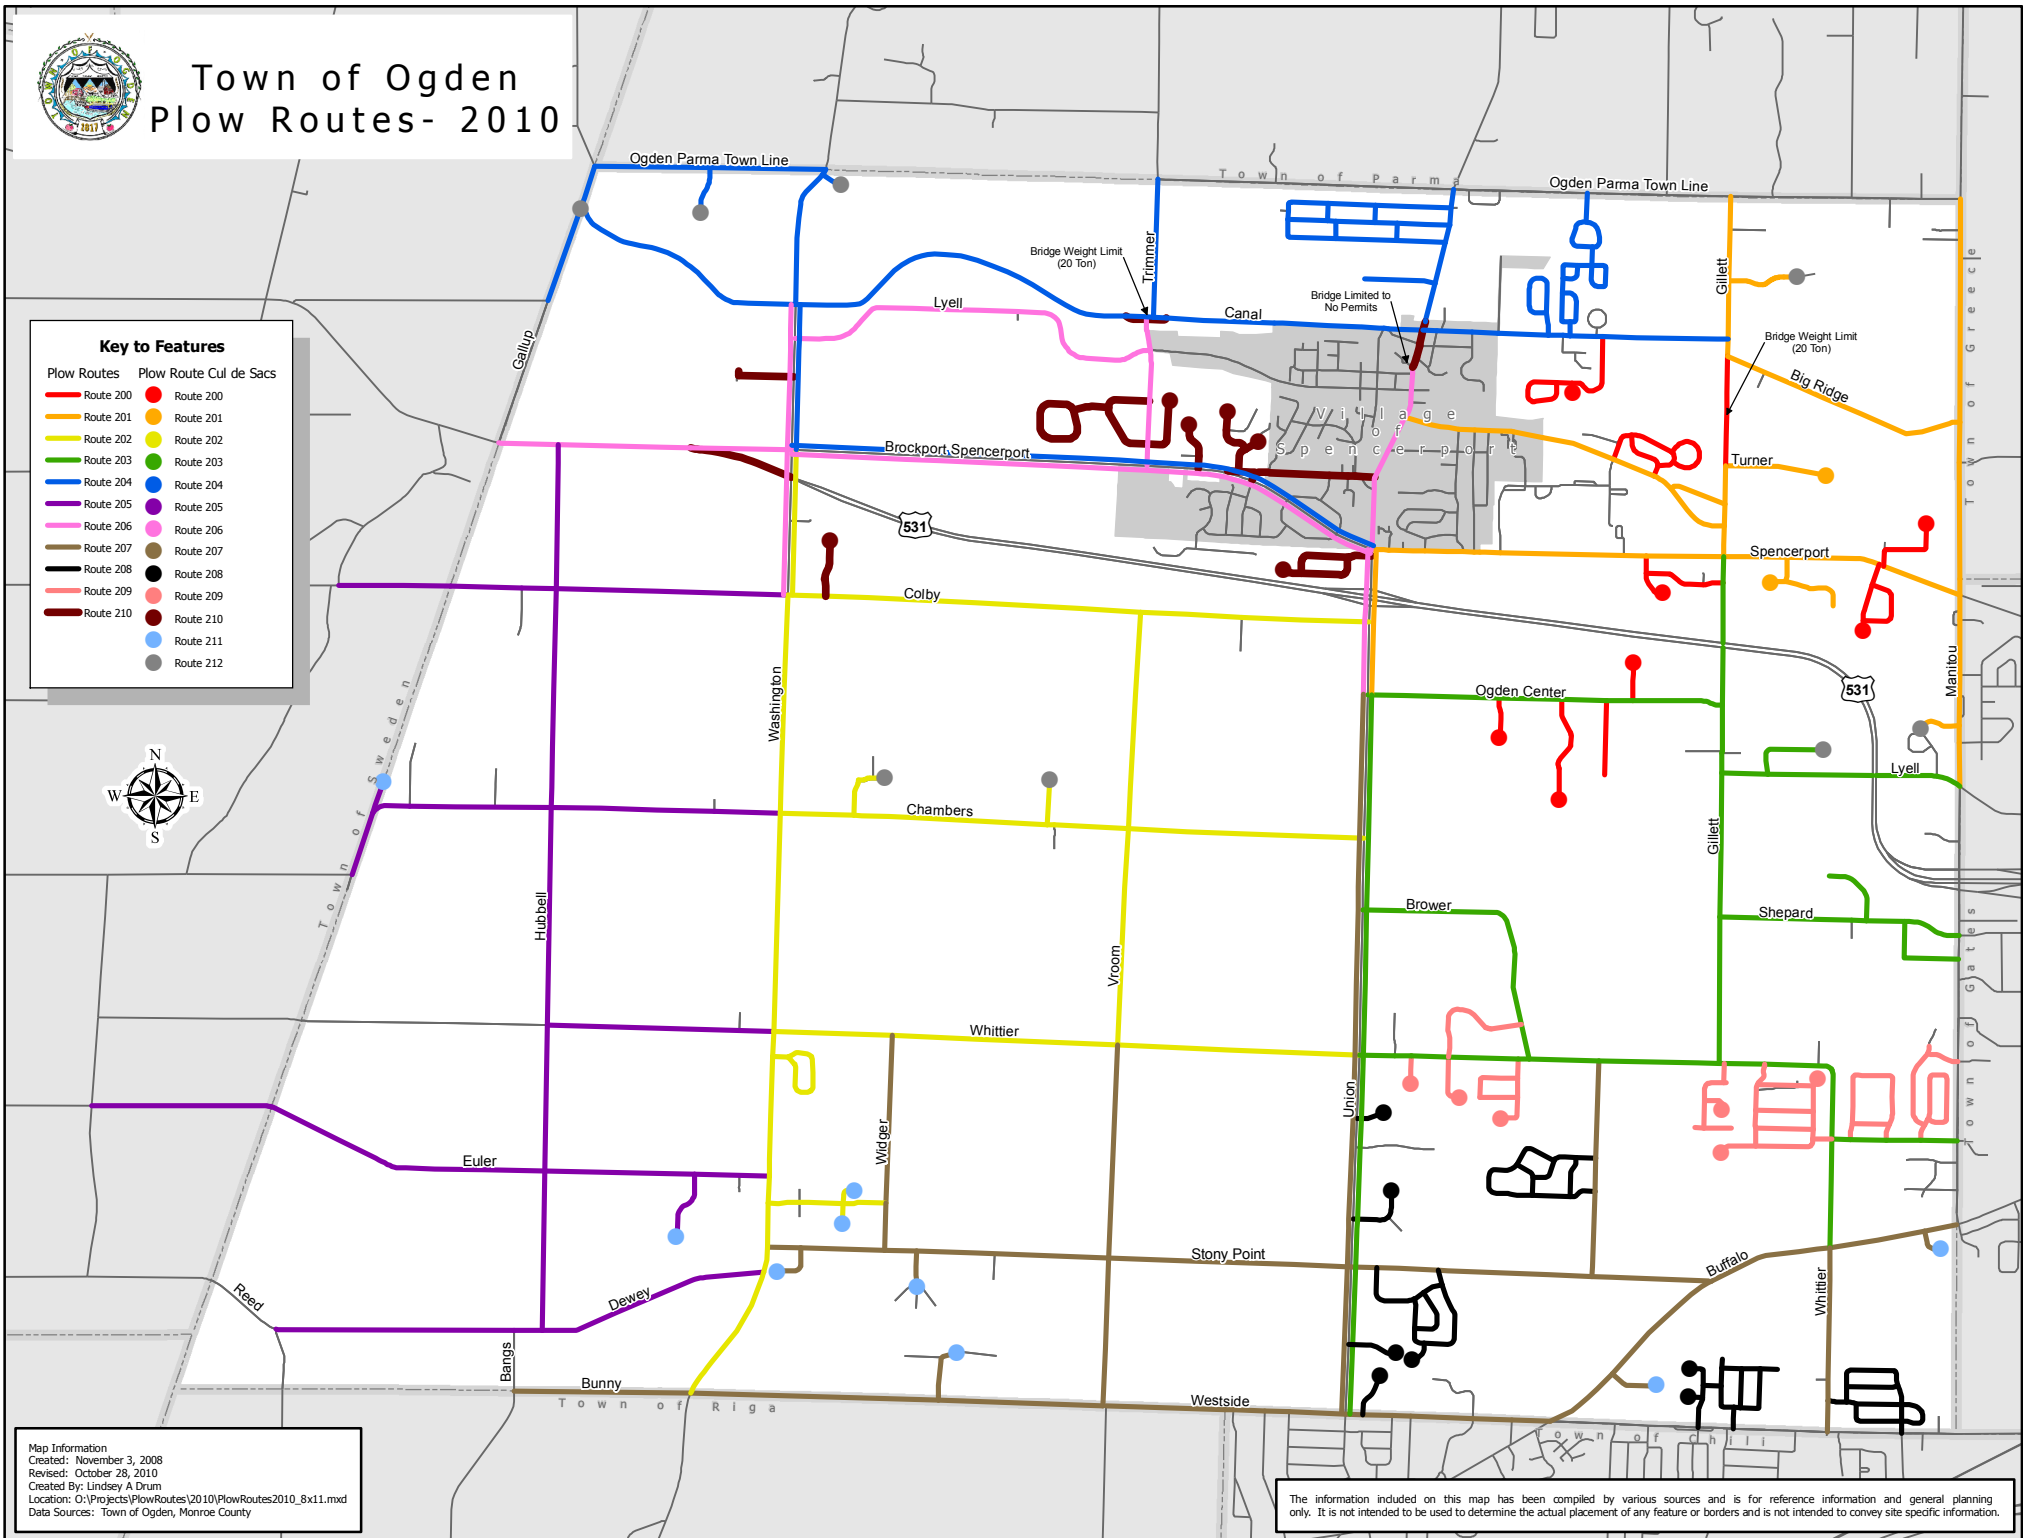 Town of Ogden
Plow Routes- 2010
1817
Key to Features
Plow Routes
Plow Route Cul de Sacs
Route 200
Route 201
Route 202
Route 203
Route 204
Route 205
Route 206
Route 207
Route 208
Route 209
Route 210
Route 200
Route 201
Route 202
Route 203
Route 204
Route 205
Route 206
Route 207
Route 208
Route 209
Route 210
Route 211
Route 212
N
W
E
S
Ogden Parma Town Line
Town of Parma
Ogden Parma Town Line
Trimmer
Bridge Weight Limit
(20 Ton)
Bridge Limited to
No Permits
Gillett
Town of Greece
Lyell
Canal
Bridge Weight Limit
(20 Ton)
Gallup
Big Ridge
Village
of
Spencerport
Brockport Spencerport
Turner
531
Spencerport
Colby
Washington
Ogden Center
Manitou
531
Town of Sweden
Lyell
Chambers
Gillett
Hubbell
Brower
Shepard
Vroom
Town of Gates
Whittier
Union
Widger
Euler
Stony Point
Buffalo
Whittier
Reed
Dewey
Bangs
Bunny
Westside
Town of Riga
Town of Chili
Map Information
Created: November 3, 2008
Revised: October 28, 2010
Created By: Lindsey A Drum
Location: O:\Projects\PlowRoutes\2010\PlowRoutes2010_8x11.mxd
Data Sources: Town of Ogden, Monroe County
The information included on this map has been compiled by various sources and is for reference information and general planning
only. It is not intended to be used to determine the actual placement of any feature or borders and is not intended to convey site specific information.